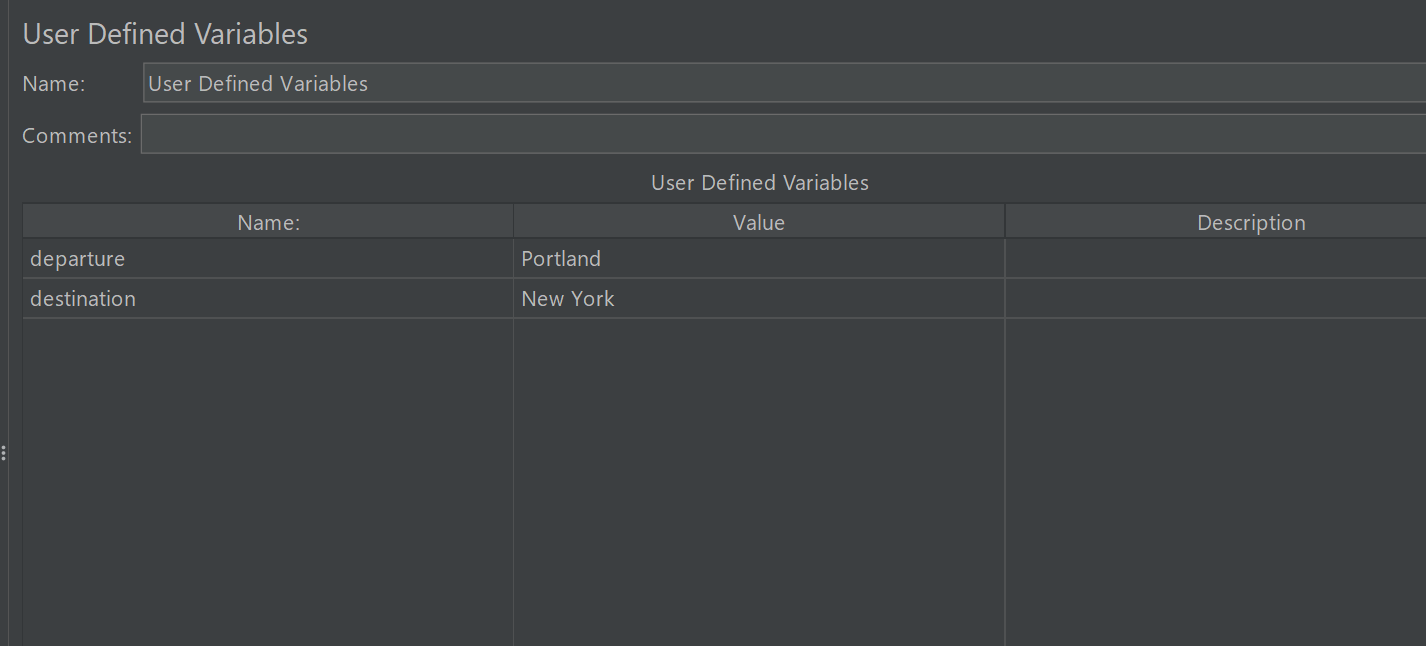 User Defined Variables
Name: User Defined Variables
Comments:
User Defined Variables
Name: Value Description
departure Portland
destination New York